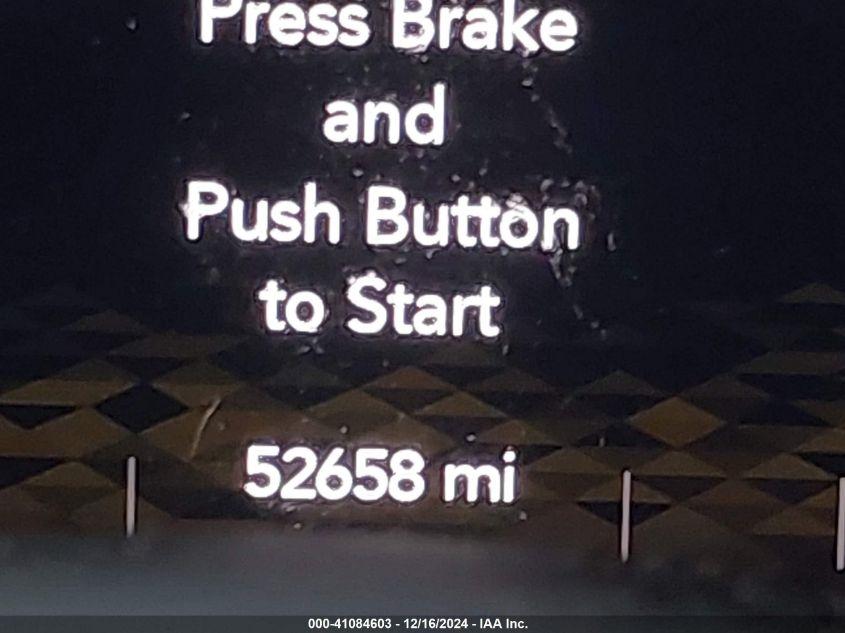 Press Brake
and
Push Button
to Start
52658 mi
000-41084603 - 12/16/2024 - IAA Inc.